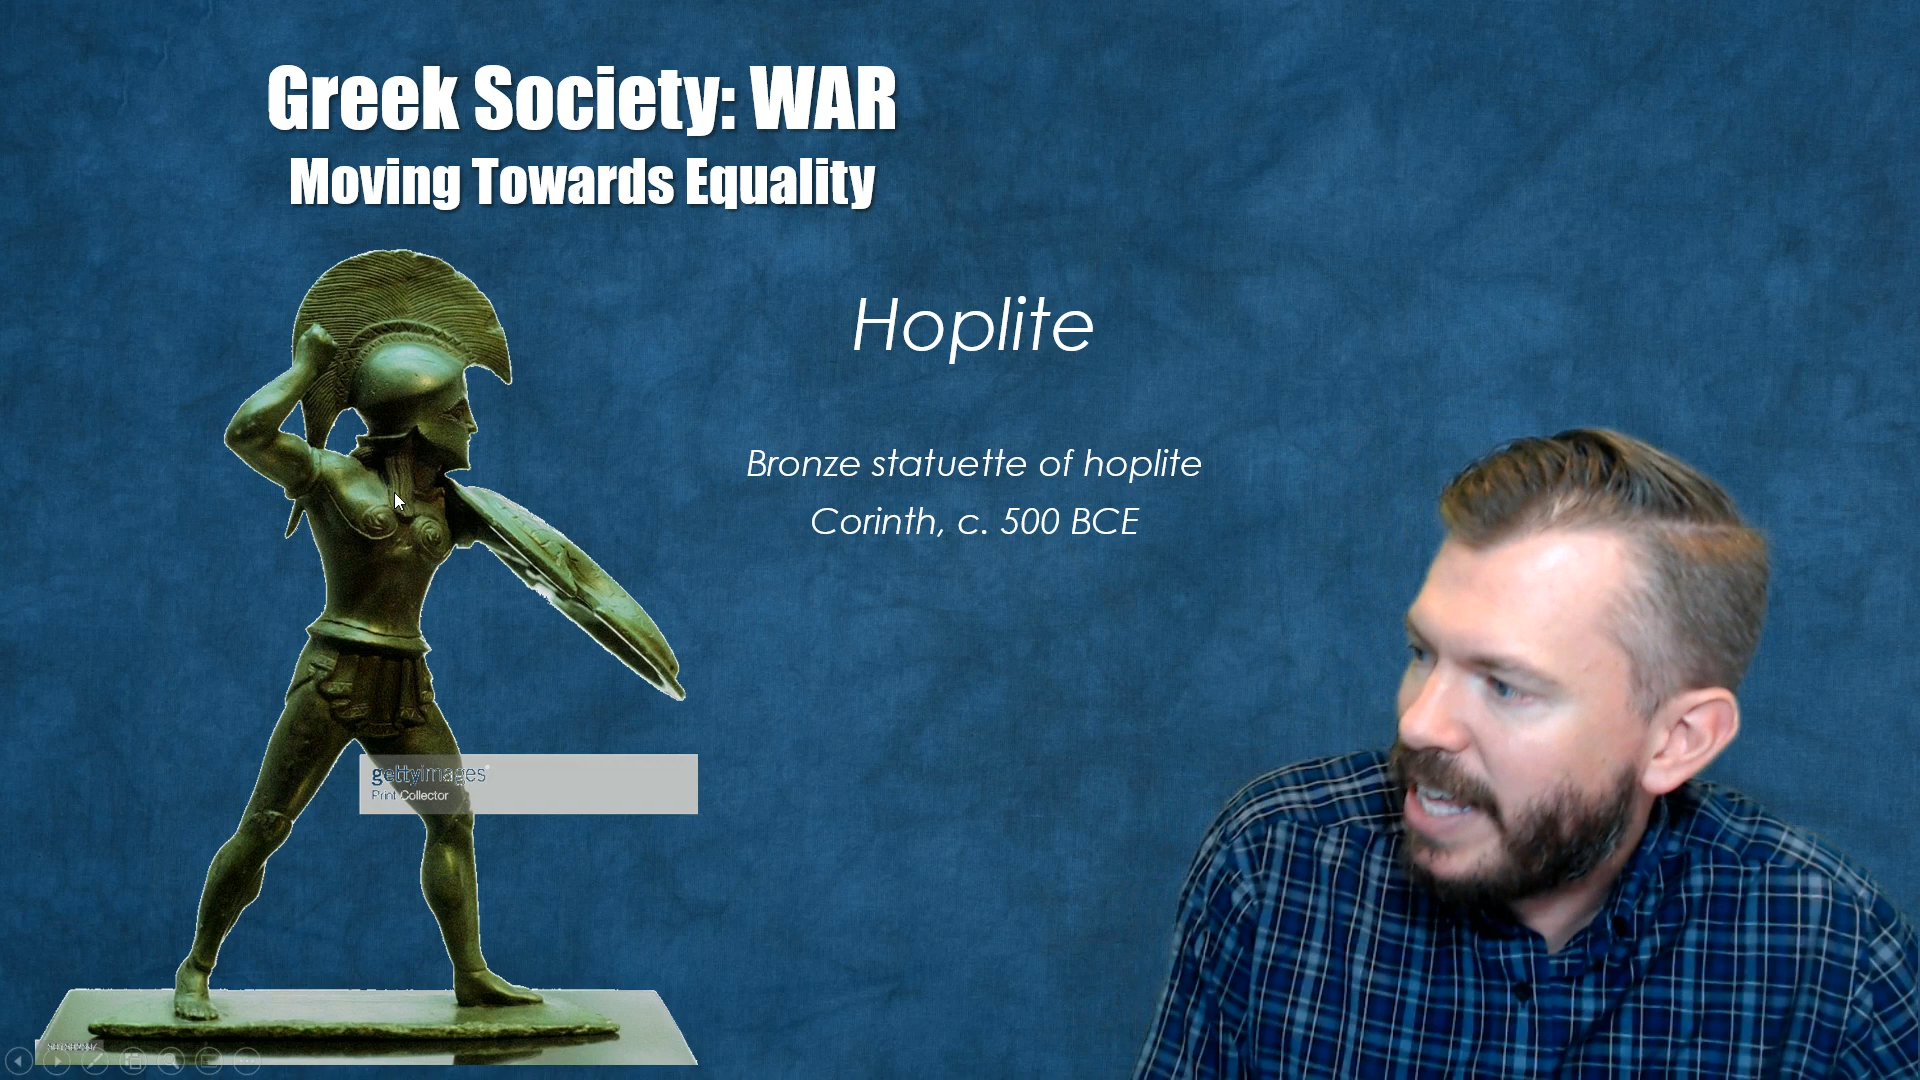 Greek Society: WAR
Moving Towards Equality
Hoplite
Bronze statuette of hoplite
Corinth, c. 500 BCE
gettyimages®
Print Collector